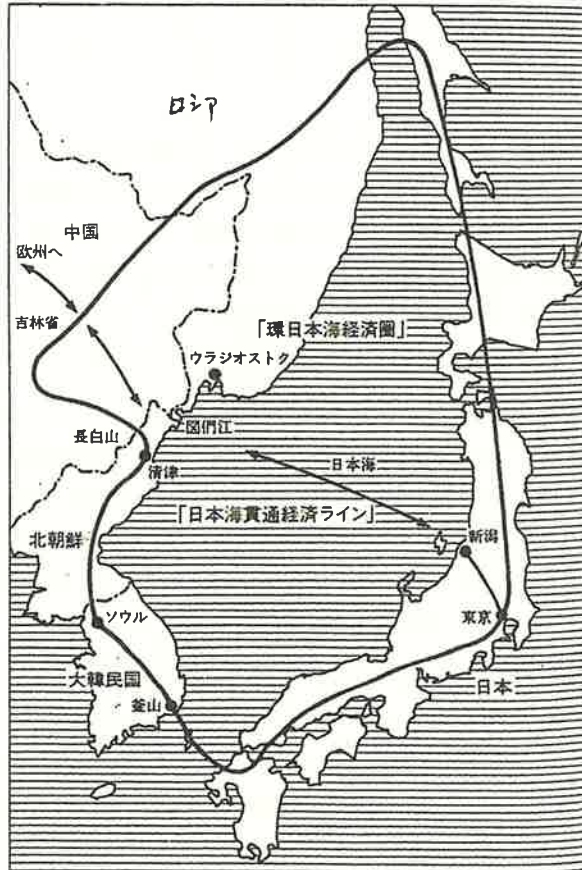 ロシア
中国
欧州へ
吉林省
「環日本海経済圏」
ウラジオストク
長白山
図們江
清津
日本海
「日本海貫通経済ライン」
新潟
北朝鮮
ソウル
東京
大韓民国
日本
釜山